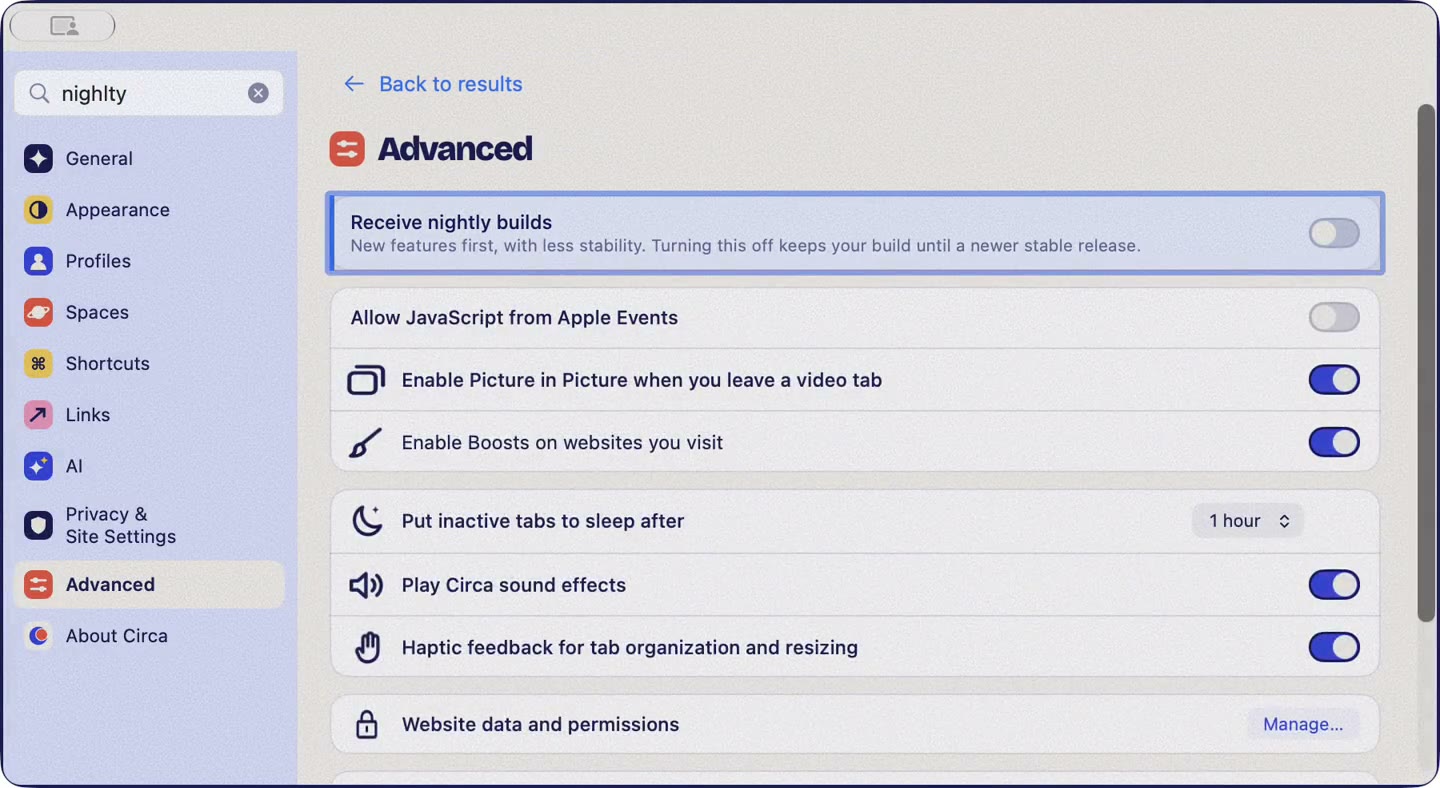 nighlty
General
Appearance
Profiles
Spaces
Shortcuts
Links
AI
Privacy &
Site Settings
Advanced
About Circa
← Back to results
Advanced
Receive nightly builds
New features first, with less stability. Turning this off keeps your build until a newer stable release.
Allow JavaScript from Apple Events
Enable Picture in Picture when you leave a video tab
Enable Boosts on websites you visit
Put inactive tabs to sleep after
1 hour
Play Circa sound effects
Haptic feedback for tab organization and resizing
Website data and permissions
Manage...